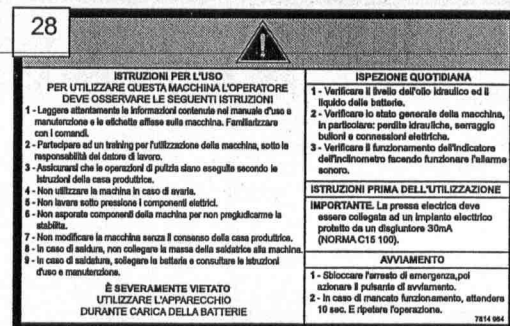 28
ISTRUZIONI PER L'USO
PER UTILIZZARE QUESTA MACCHINA L'OPERATORE
DEVE OSSERVARE LE SEGUENTI ISTRUZIONI
1 - Leggere attentamente le informazioni contenute nel manuale d'uso e
manutenzione e le etichette affisse sulla macchina. Familiarizzare
con i comandi.
2 - Partecipare ad un training per l'utilizzazione della macchina, sotto la
responsabilità del datore di lavoro.
3 - Assicurarsi che le operazioni di pulizia siano eseguite secondo le
istruzioni della casa produttrice.
4 - Non utilizzare la machina in caso di avaria.
5 - Non lavare sotto pressione i componenti elettrici.
6 - Non asporate componenti della machina per non pregiudicarme la
stabilita.
7 - Non modificare la machina senza il consenso della casa produttrice.
8 - In caso di saldura, non collegare la massa della saldatrice alla machina.
9 - In caso di saldatura, sollegare la batteria e consultare le istruzioni
d'uso e manutenzione.
È SEVERAMENTE VIETATO
UTILIZZARE L'APPARECCHIO
DURANTE CARICA DELLA BATTERIE
ISPEZIONE QUOTIDIANA
1 - Verificare il livello dell'olio idraulico ed il
liquido delle batterie.
2 - Verificare lo stato generale della macchina,
in particolare: perdite idrauliche, serraggio
bulloni e connessioni elettriche.
3 - Verificare il funzionamento dell'indicatore
dell'inclinometro facendo funzionare l'allarme
sonoro.
ISTRUZIONI PRIMA DELL'UTILIZZAZIONE
IMPORTANTE. La pressa electrica deve
essere collegata ad un impianto electtrico
protetto da un disgiuntore 30mA
(NORMA C15 100).
AVVIAMENTO
1 - Sbloccare l'arresto di emergenza,poi
azionare il pulsante di avviamento.
2 - In caso di mancato funzionamento, attendere
10 sec. E ripetere l'operazione.
7814 964